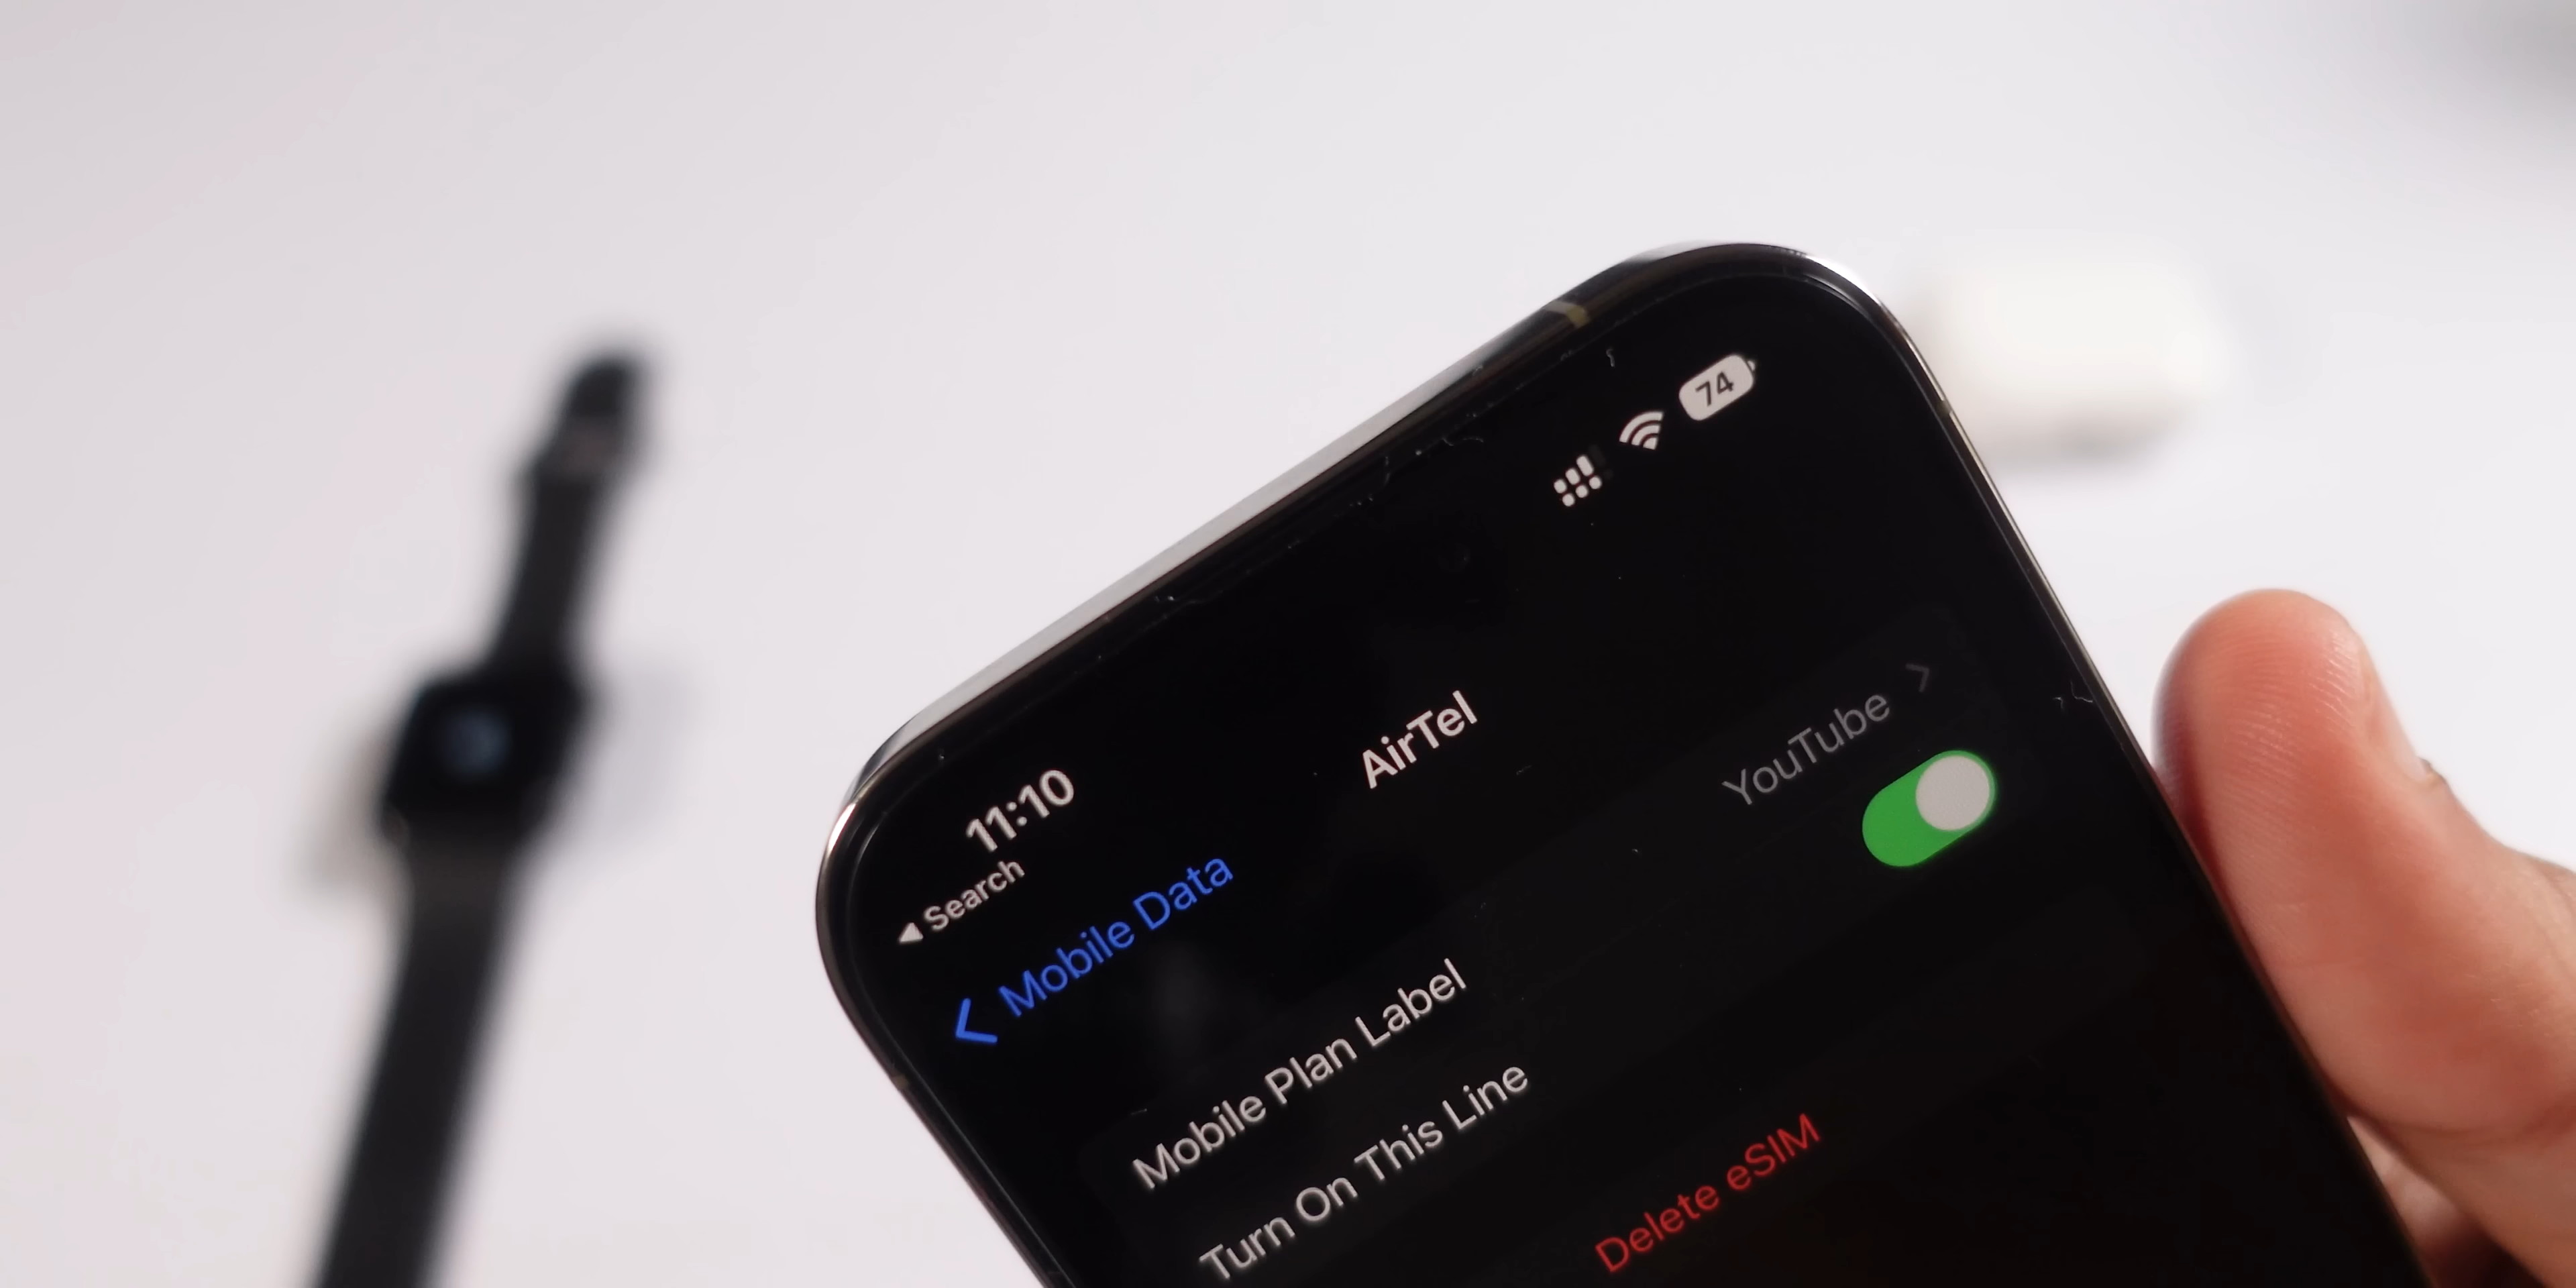 11:10
74
◀ Search
Mobile Data
AirTel
Mobile Plan Label
YouTube
Turn On This Line
Delete eSIM